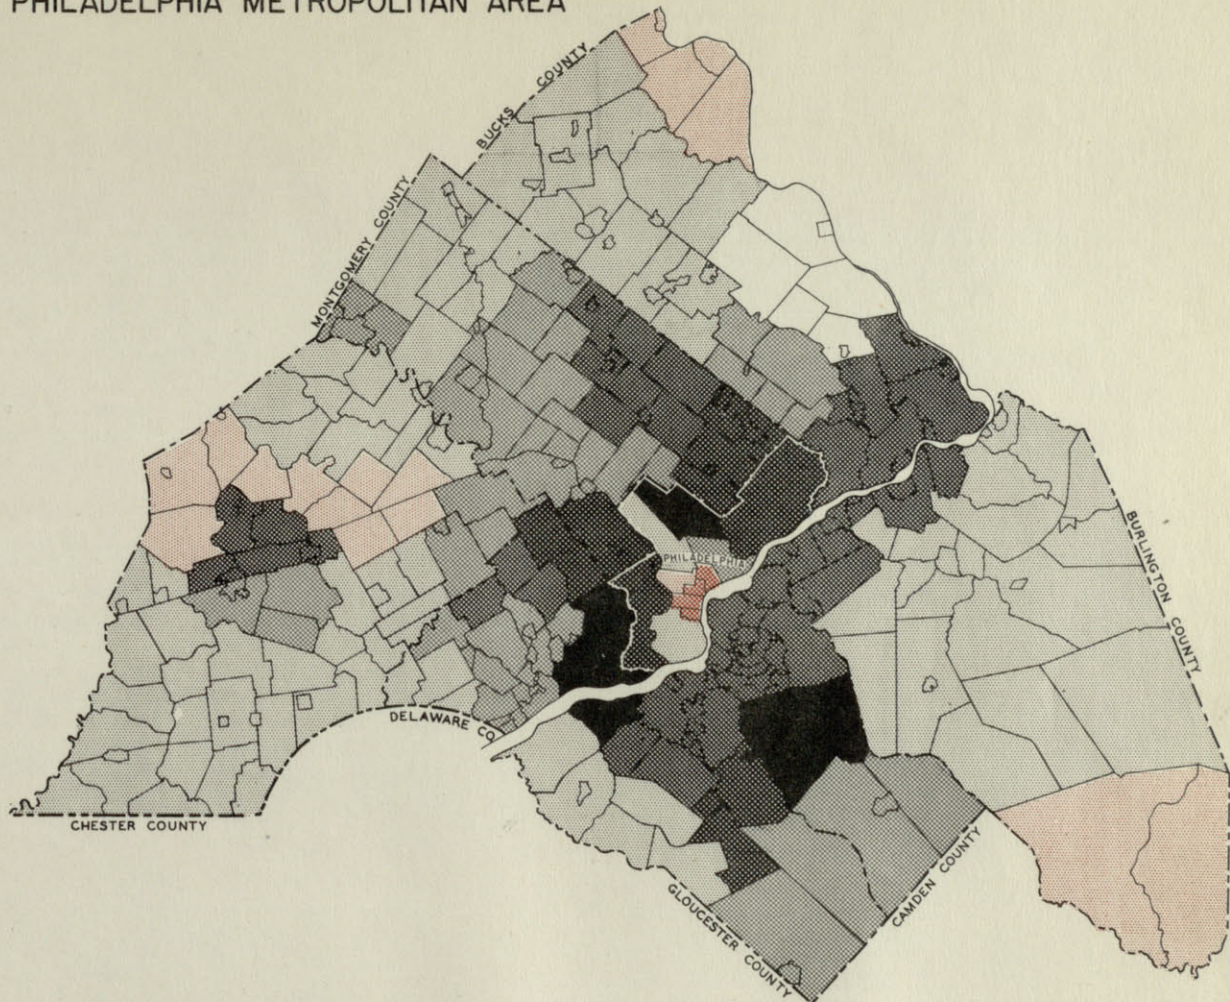 PHILADELPHIA METROPOLITAN AREA
BUCKS COUNTY
MONTGOMERY COUNTY
PHILADELPHIA
BURLINGTON COUNTY
DELAWARE CO.
CHESTER COUNTY
GLOUCESTER COUNTY
CAMDEN COUNTY